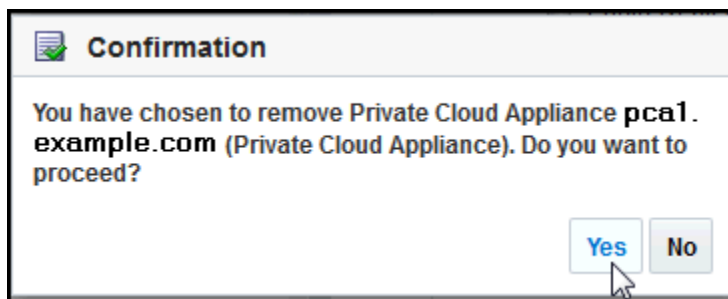 Confirmation
You have chosen to remove Private Cloud Appliance pca1.
example.com (Private Cloud Appliance). Do you want to
proceed?
Yes No